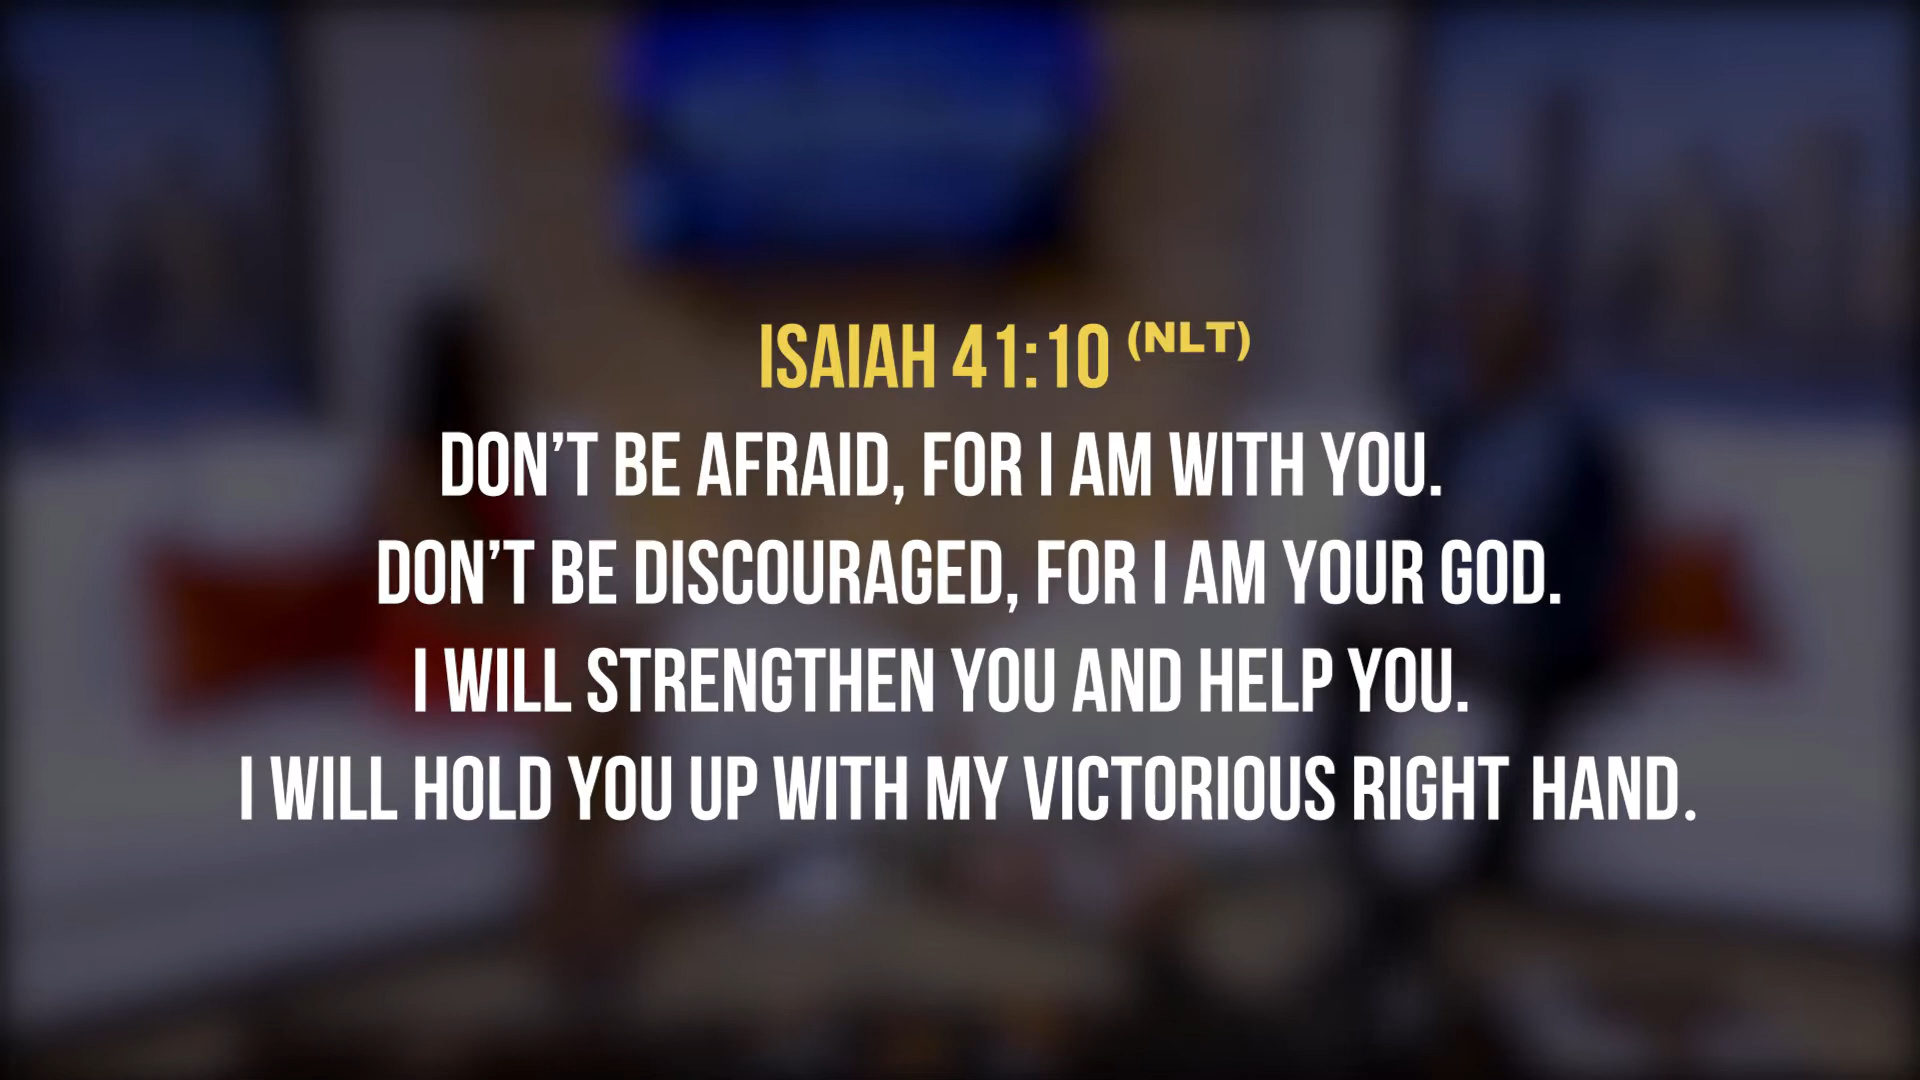 ISAIAH 41:10 (NLT)
DON’T BE AFRAID, FOR I AM WITH YOU.
DON’T BE DISCOURAGED, FOR I AM YOUR GOD.
I WILL STRENGTHEN YOU AND HELP YOU.
I WILL HOLD YOU UP WITH MY VICTORIOUS RIGHT HAND.